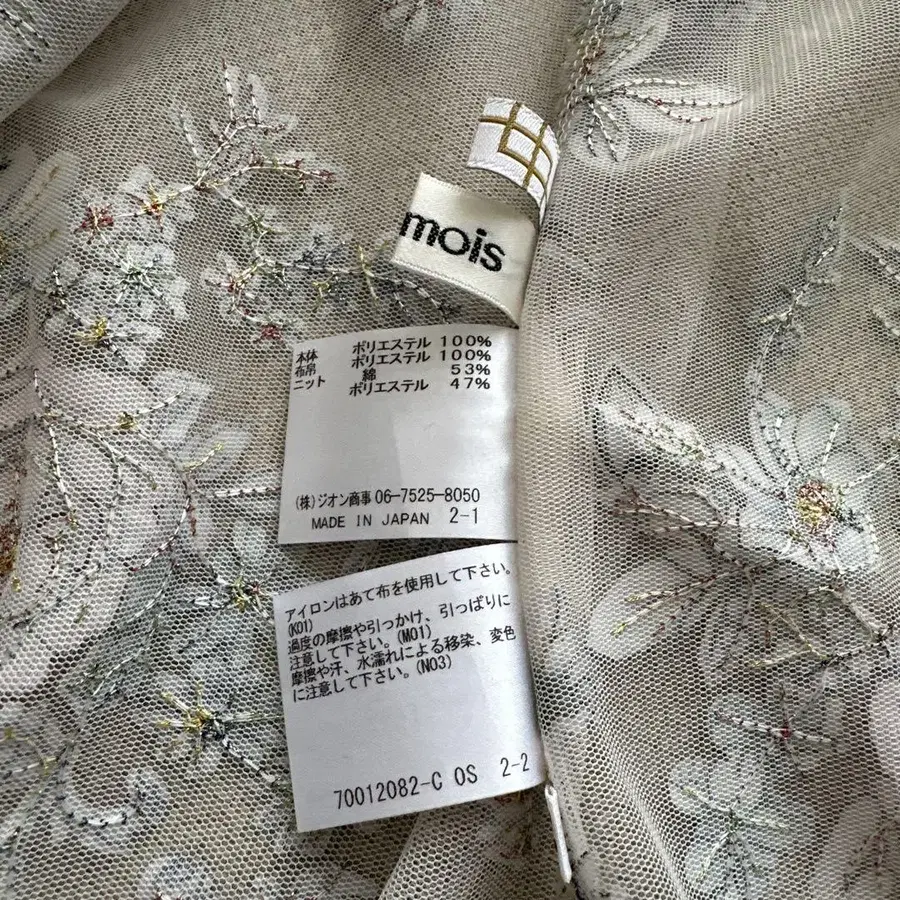 mois
本体 ポリエステル 100%
布帛 ポリエステル 100%
ニット 綿 53%
ポリエステル 47%
(株)ジオン商事 06-7525-8050
MADE IN JAPAN 2-1
アイロンはあて布を使用して下さい。
(K01)
過度の摩擦や引っかけ、引っぱりに
注意して下さい。(M01)
摩擦や汗、水濡れによる移染、変色
に注意して下さい。(N03)
70012082-C OS 2-2